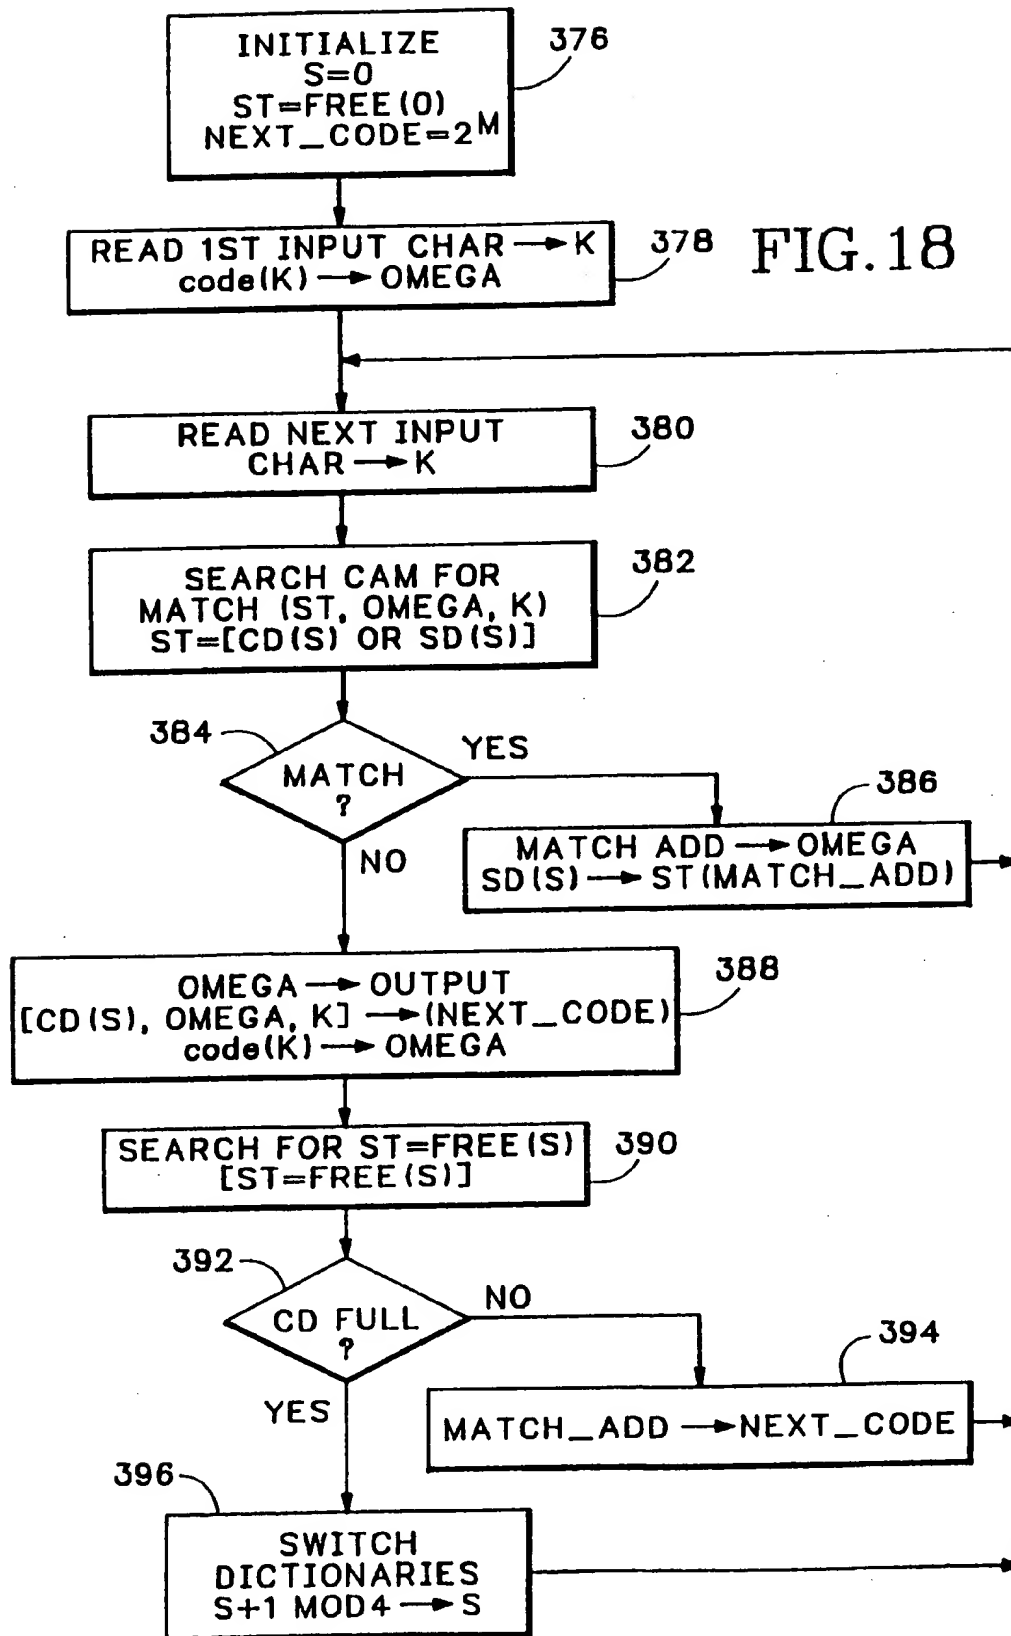 INITIALIZE
S=0
ST=FREE(0)
NEXT_CODE=2^M
376
READ 1ST INPUT CHAR → K
code(K) → OMEGA
378
FIG.18
READ NEXT INPUT
CHAR → K
380
SEARCH CAM FOR
MATCH (ST, OMEGA, K)
ST=[CD(S) OR SD(S)]
382
384
MATCH
?
YES
NO
386
MATCH ADD → OMEGA
SD(S) → ST(MATCH_ADD)
OMEGA → OUTPUT
[CD(S), OMEGA, K] → (NEXT_CODE)
code(K) → OMEGA
388
SEARCH FOR ST=FREE(S)
[ST=FREE(S)]
390
392
CD FULL
?
NO
YES
394
MATCH_ADD → NEXT_CODE
396
SWITCH
DICTIONARIES
S+1 MOD4 → S